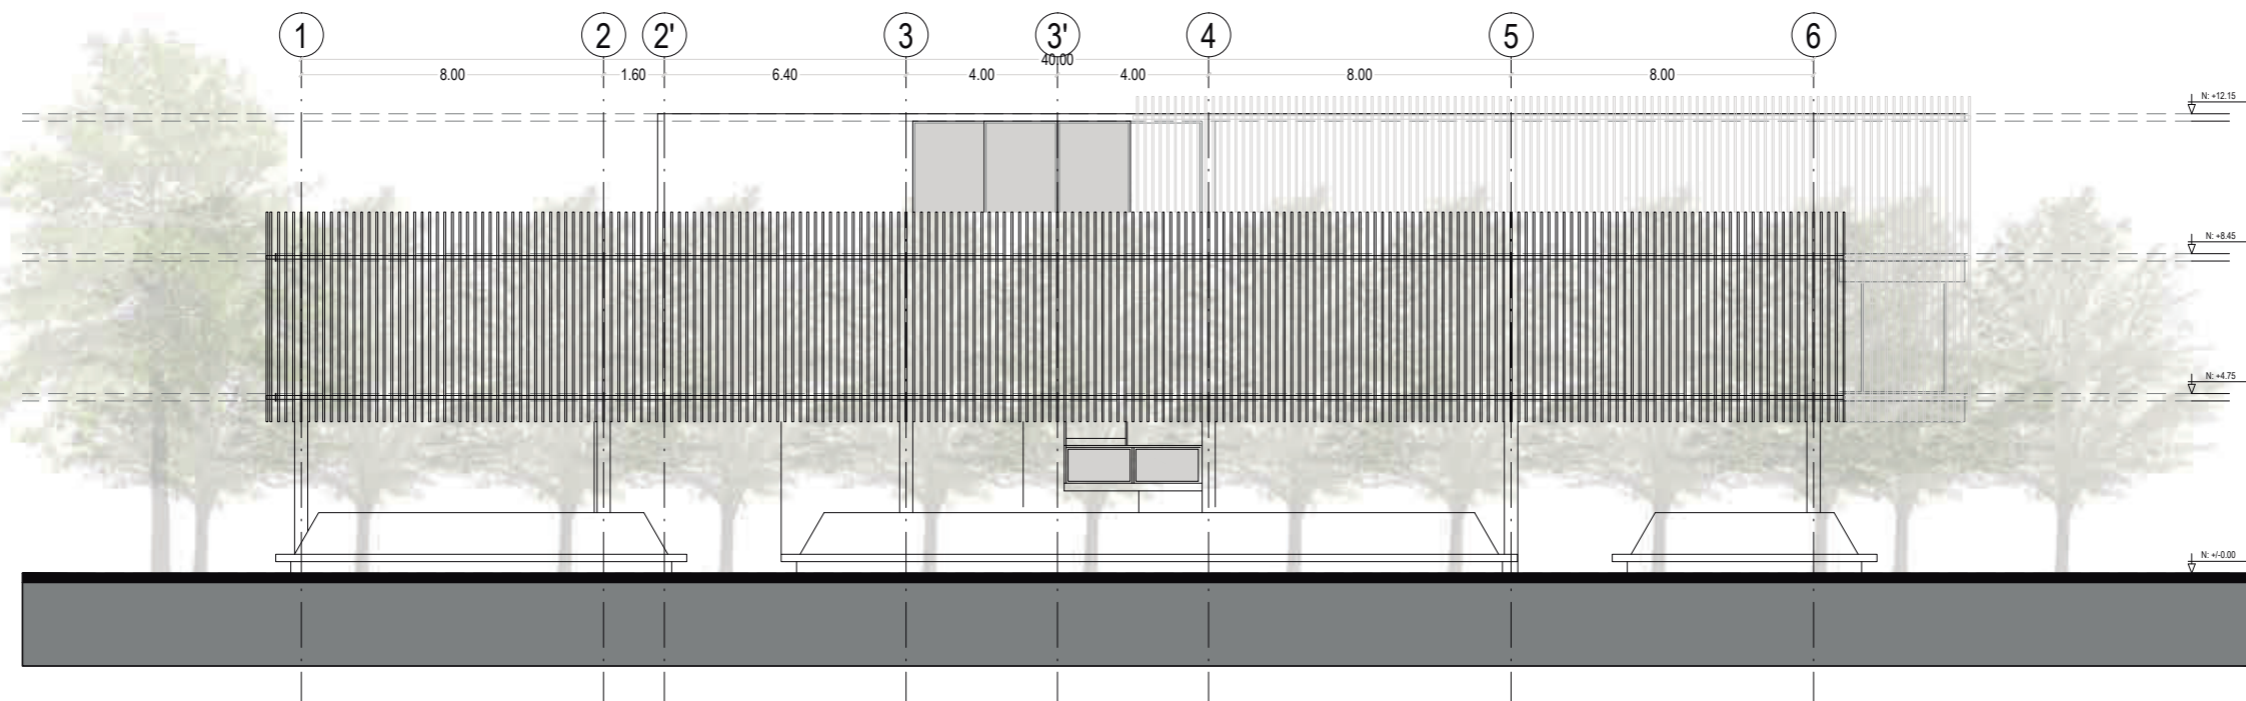 1 2 2' 3 3' 4 5 6
40.00
8.00 1.60 6.40 4.00 4.00 8.00 8.00
N: +12.15
N: +8.45
N: +4.75
N: +/-0.00